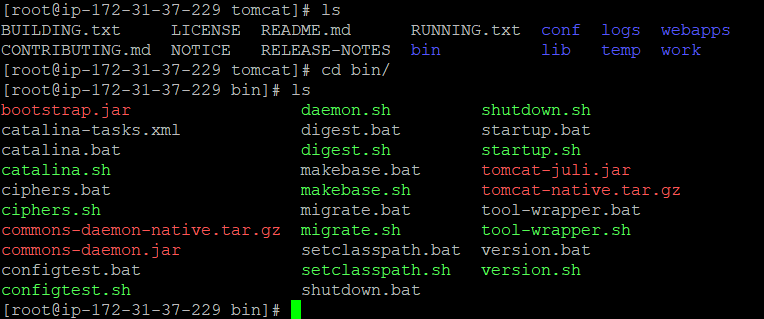 [root@ip-172-31-37-229 tomcat]# ls
BUILDING.txt     LICENSE  README.md      RUNNING.txt  conf  logs  webapps
CONTRIBUTING.md  NOTICE   RELEASE-NOTES  bin          lib   temp  work
[root@ip-172-31-37-229 tomcat]# cd bin/
[root@ip-172-31-37-229 bin]# ls
bootstrap.jar                 daemon.sh         shutdown.sh
catalina-tasks.xml            digest.bat        startup.bat
catalina.bat                  digest.sh         startup.sh
catalina.sh                   makebase.bat      tomcat-juli.jar
ciphers.bat                   makebase.sh       tomcat-native.tar.gz
ciphers.sh                    migrate.bat       tool-wrapper.bat
commons-daemon-native.tar.gz  migrate.sh        tool-wrapper.sh
commons-daemon.jar            setclasspath.bat  version.bat
configtest.bat                setclasspath.sh   version.sh
configtest.sh                 shutdown.bat
[root@ip-172-31-37-229 bin]#